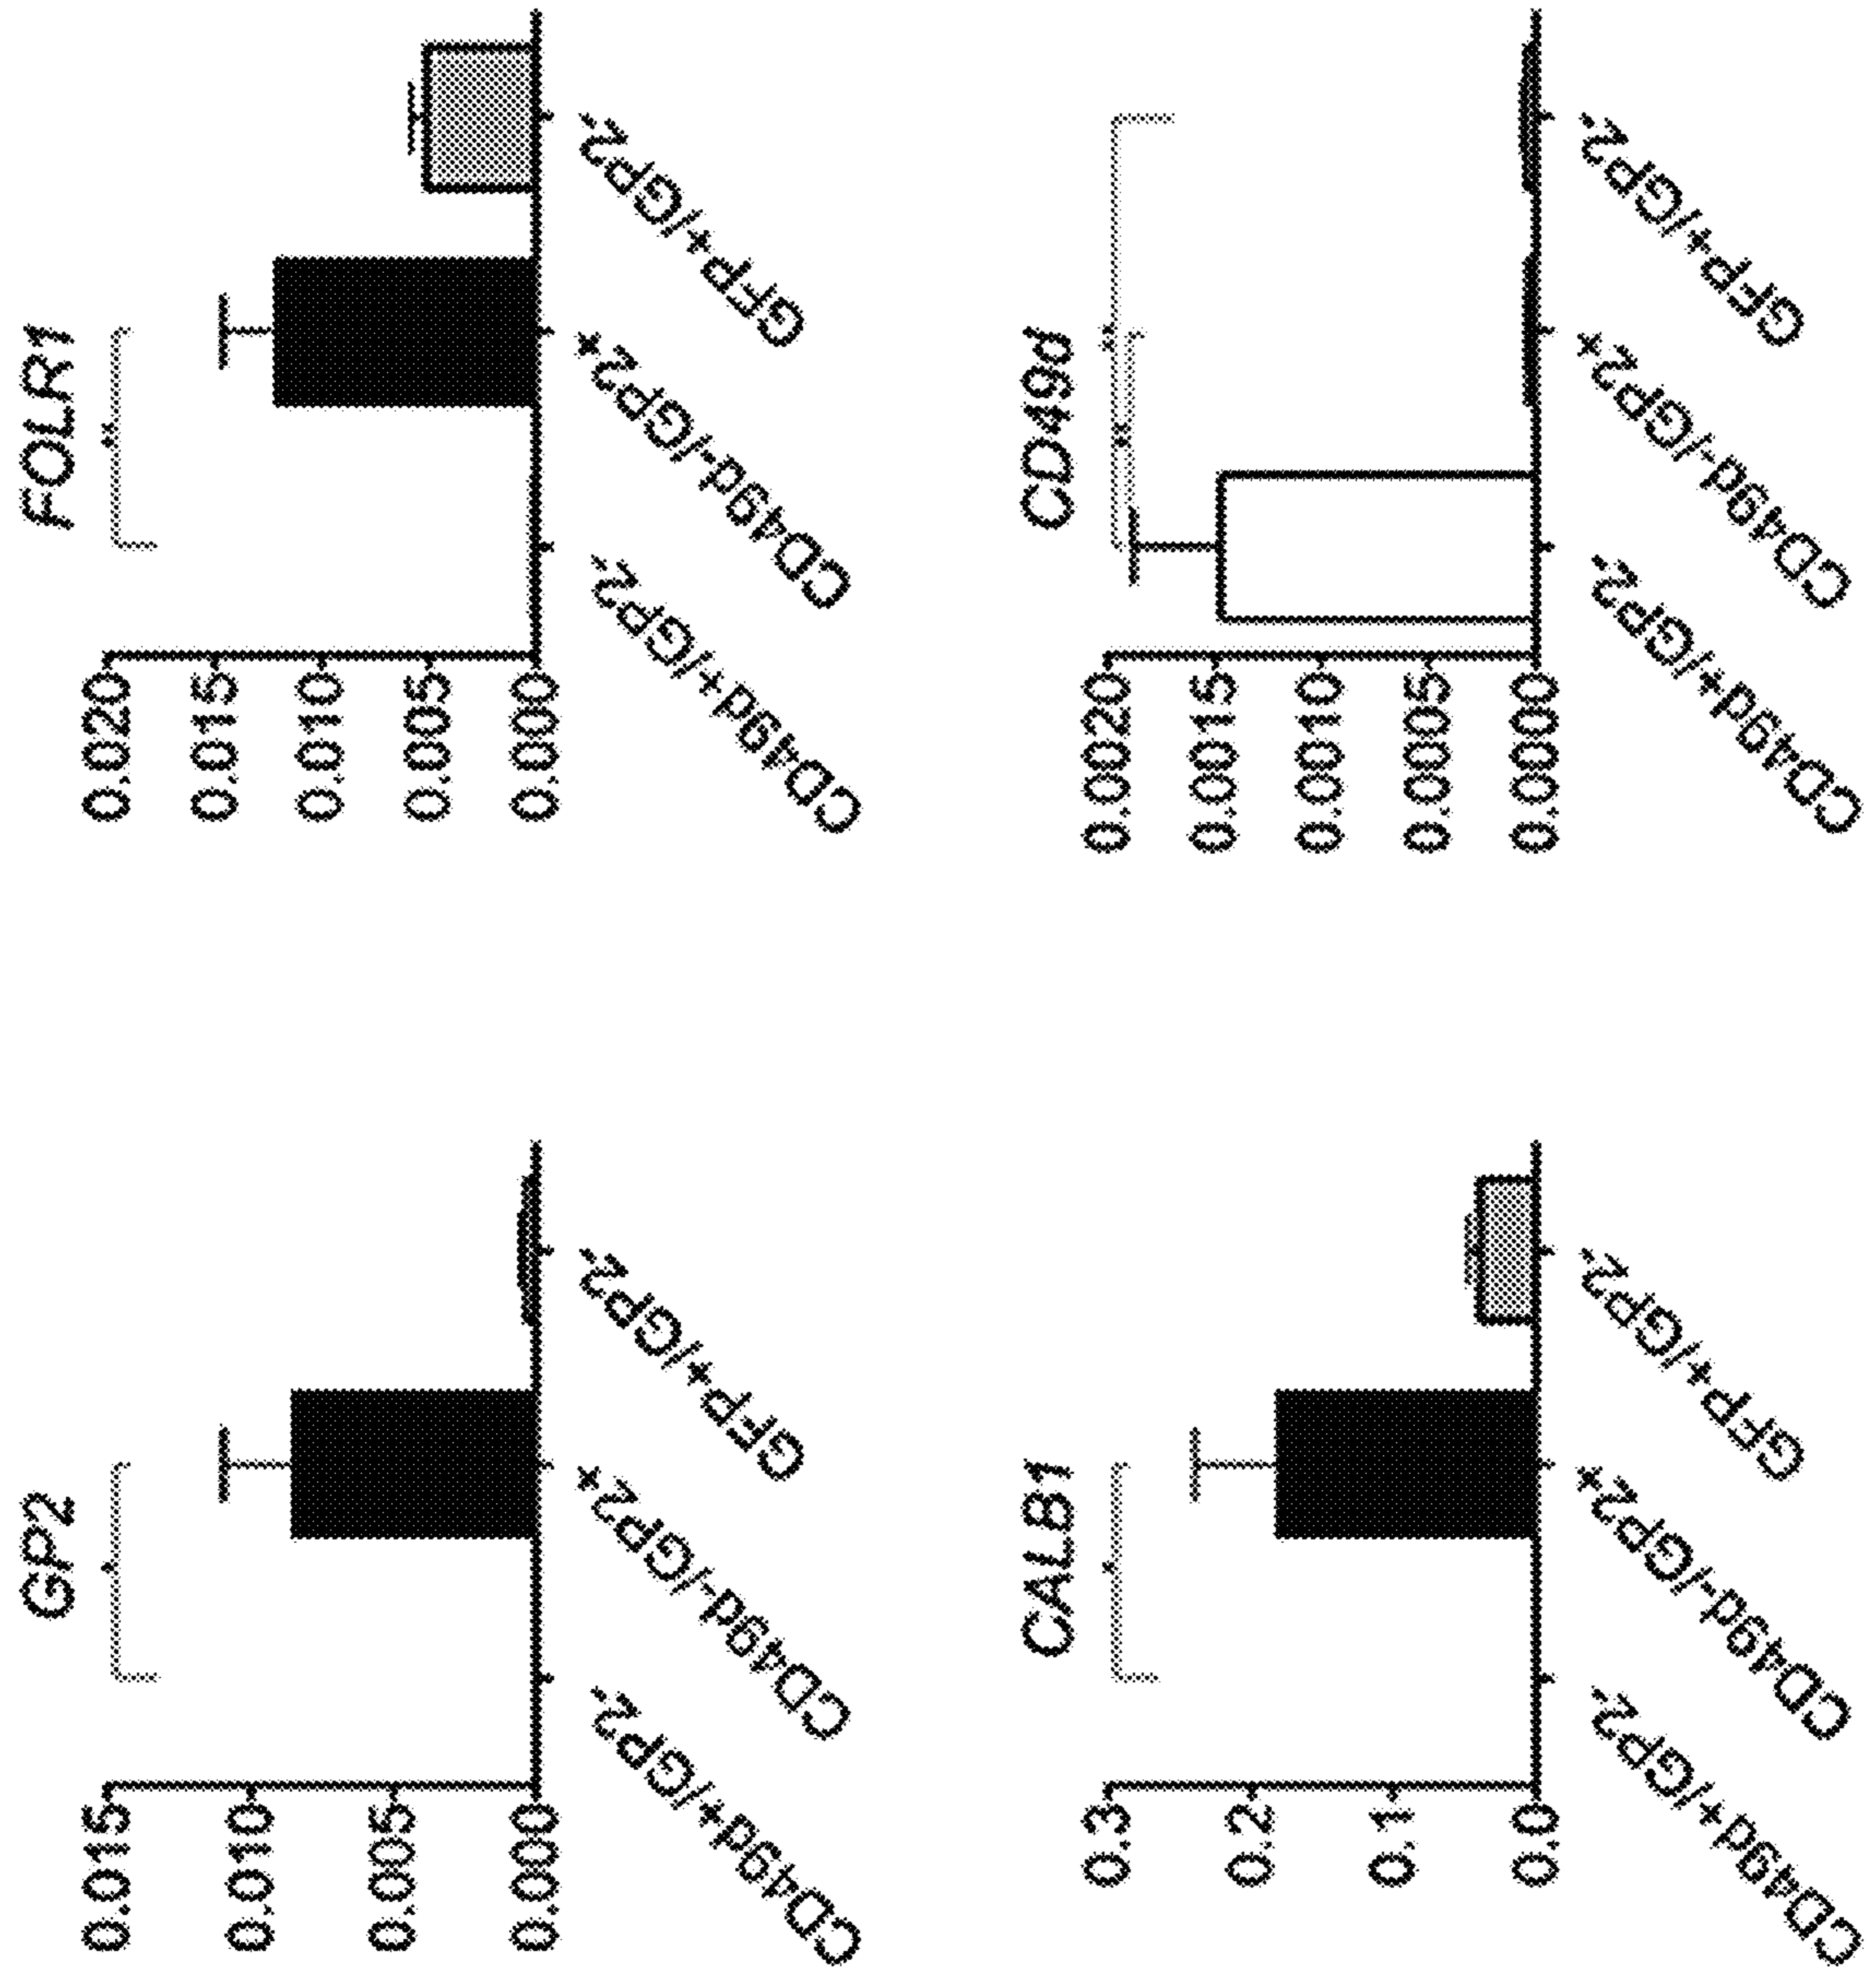 GP2
*
0.015
0.010
0.005
0.000
CD49d+/GP2-
CD49d-/GP2+
GFP+/GP2-
FOLR1
**
0.020
0.015
0.010
0.005
0.000
CD49d+/GP2-
CD49d-/GP2+
GFP+/GP2-
CALB1
*
0.3
0.2
0.1
0.0
CD49d+/GP2-
CD49d-/GP2+
GFP+/GP2-
CD49d
**
**
0.0020
0.0015
0.0010
0.0005
0.0000
CD49d+/GP2-
CD49d-/GP2+
GFP+/GP2-